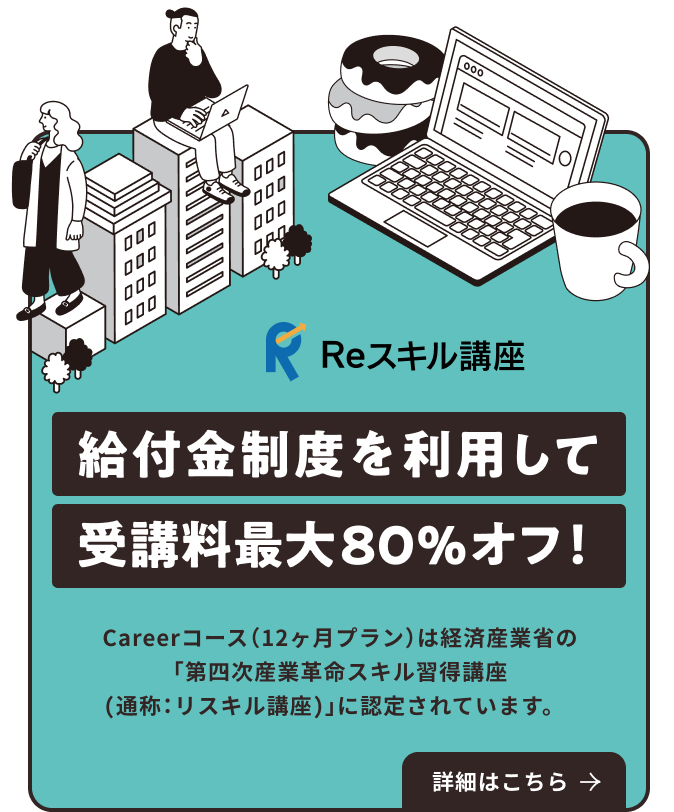 Reスキル講座
給付金制度を利用して
受講料最大80%オフ!
Careerコース(12ヶ月プラン)は経済産業省の
「第四次産業革命スキル習得講座
(通称:リスキル講座)」に認定されています。
詳細はこちら →